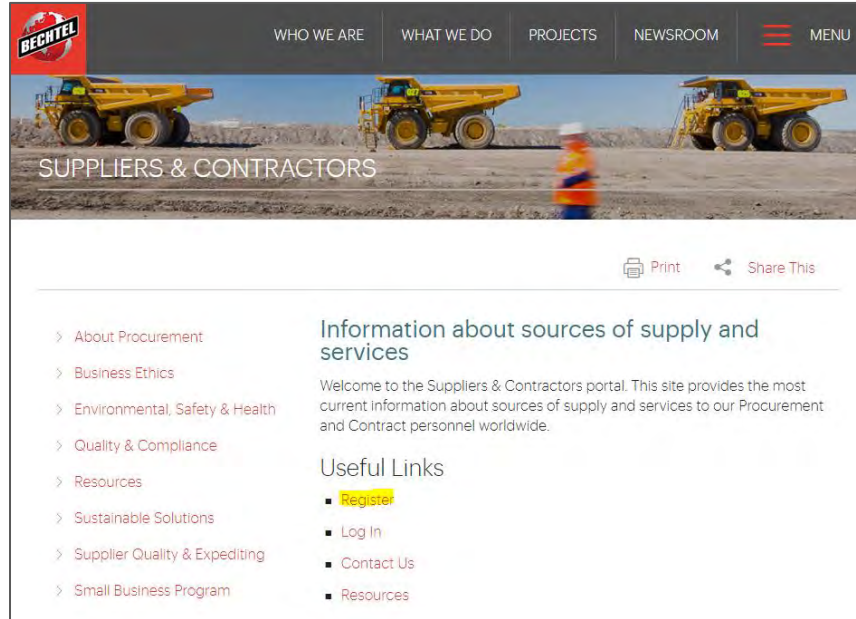 BECHTEL
WHO WE ARE
WHAT WE DO
PROJECTS
NEWSROOM
MENU
027
SUPPLIERS & CONTRACTORS
Print
Share This
About Procurement
Business Ethics
Environmental, Safety & Health
Quality & Compliance
Resources
Sustainable Solutions
Supplier Quality & Expediting
Small Business Program
Information about sources of supply and
services
Welcome to the Suppliers & Contractors portal. This site provides the most
current information about sources of supply and services to our Procurement
and Contract personnel worldwide.
Useful Links
Register
Log In
Contact Us
Resources